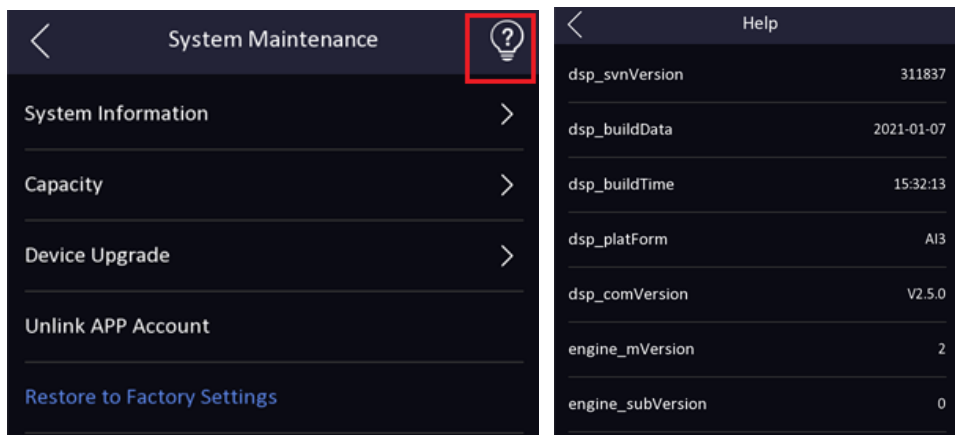 System Maintenance
?
System Information
Capacity
Device Upgrade
Unlink APP Account
Restore to Factory Settings
Help
dsp_svnVersion 311837
dsp_buildData 2021-01-07
dsp_buildTime 15:32:13
dsp_platForm AI3
dsp_comVersion V2.5.0
engine_mVersion 2
engine_subVersion 0